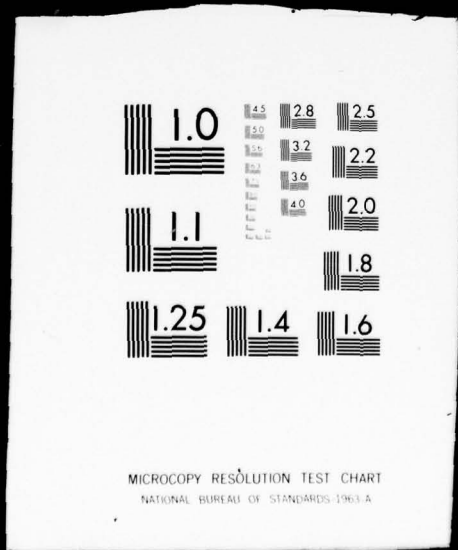 1.0 4.5 2.8 2.5
5.0
5.6 3.2 2.2
3.6
1.1 4.0 2.0
1.8
1.25 1.4 1.6
MICROCOPY RESOLUTION TEST CHART
NATIONAL BUREAU OF STANDARDS-1963-A